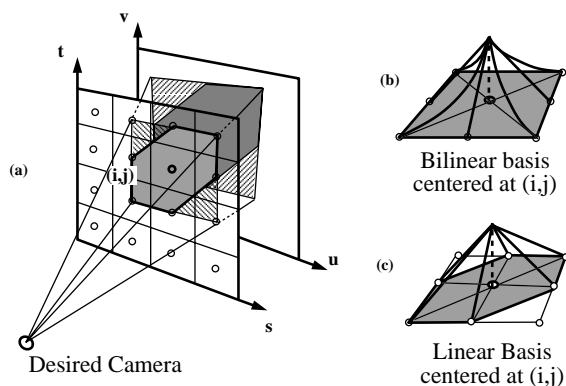 v
t
(a)
(i,j)
u
s
Desired Camera
(b)
Bilinear basis
centered at (i,j)
(c)
Linear Basis
centered at (i,j)